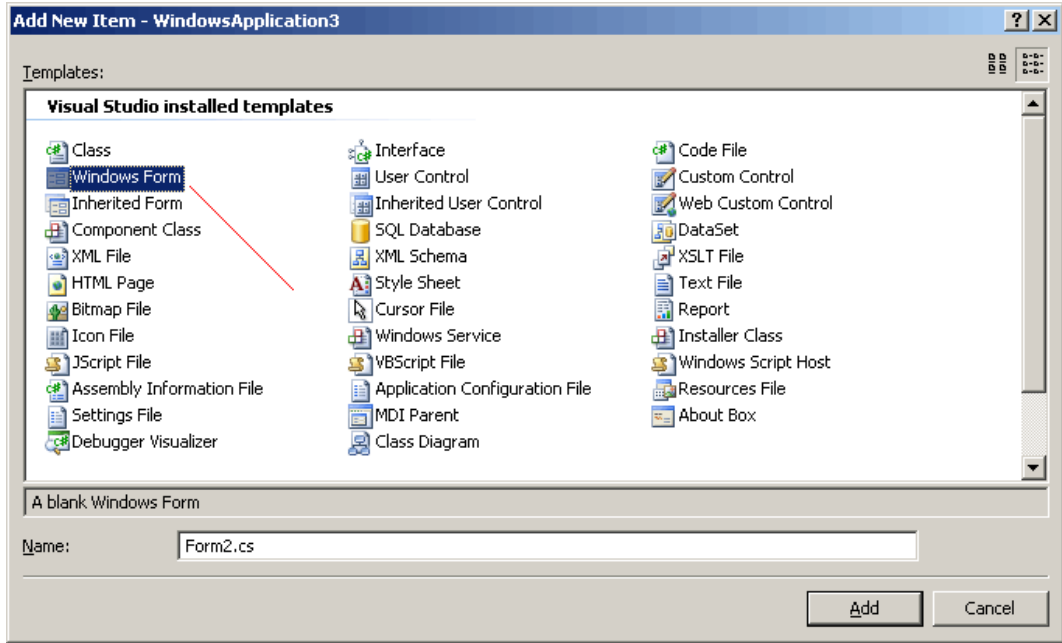 Add New Item - WindowsApplication3
Templates:
Visual Studio installed templates
Class Interface Code File
Windows Form User Control Custom Control
Inherited Form Inherited User Control Web Custom Control
Component Class SQL Database DataSet
XML File XML Schema XSLT File
HTML Page Style Sheet Text File
Bitmap File Cursor File Report
Icon File Windows Service Installer Class
JScript File VBScript File Windows Script Host
Assembly Information File Application Configuration File Resources File
Settings File MDI Parent About Box
Debugger Visualizer Class Diagram
A blank Windows Form
Name: Form2.cs
Add Cancel